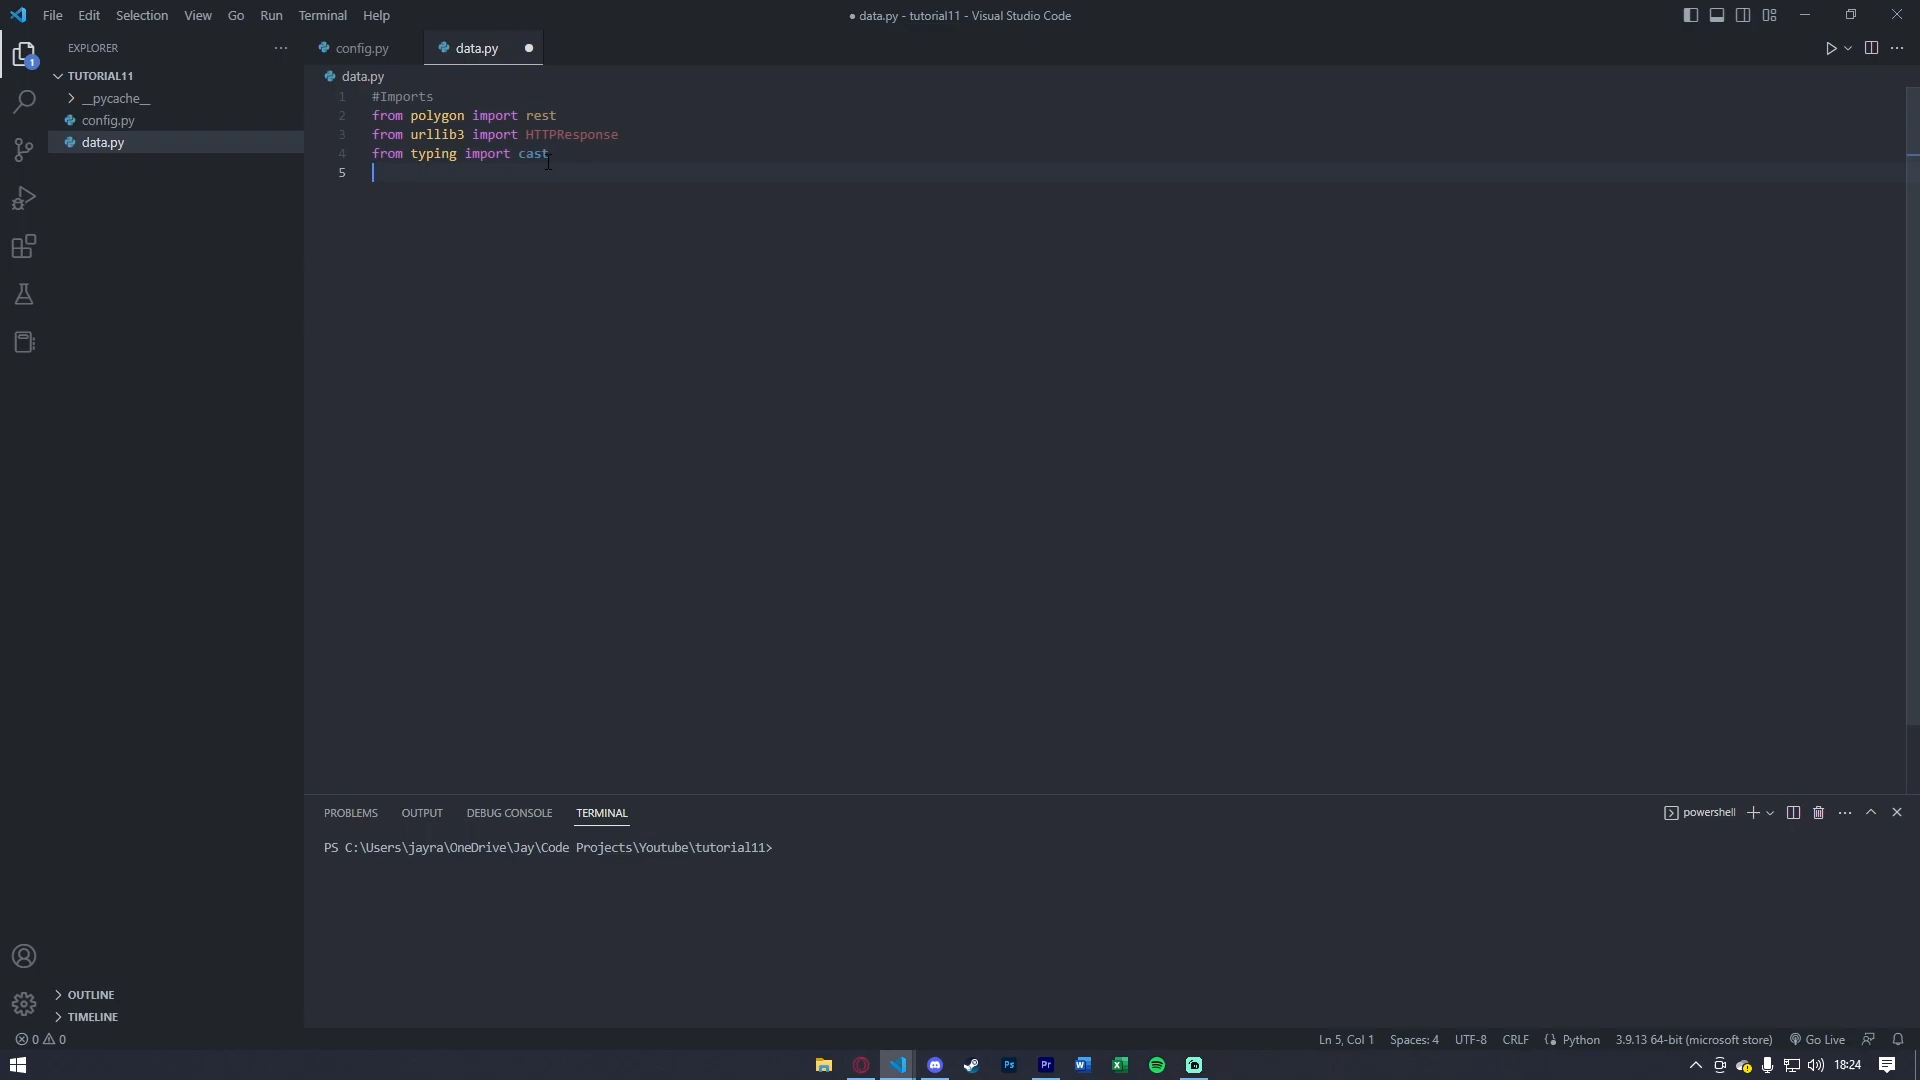 File Edit Selection View Go Run Terminal Help
● data.py - tutorial11 - Visual Studio Code
EXPLORER
config.py
data.py
TUTORIAL11
__pycache__
config.py
data.py
1
data.py
1 #Imports
2 from polygon import rest
3 from urllib3 import HTTPResponse
4 from typing import cast
5
PROBLEMS OUTPUT DEBUG CONSOLE TERMINAL
powershell
PS C:\Users\jayra\OneDrive\Jay\Code Projects\Youtube\tutorial11>
OUTLINE
TIMELINE
0 0
Ln 5, Col 1 Spaces: 4 UTF-8 CRLF Python 3.9.13 64-bit (microsoft store) Go Live
Ps Pr W X
18:24